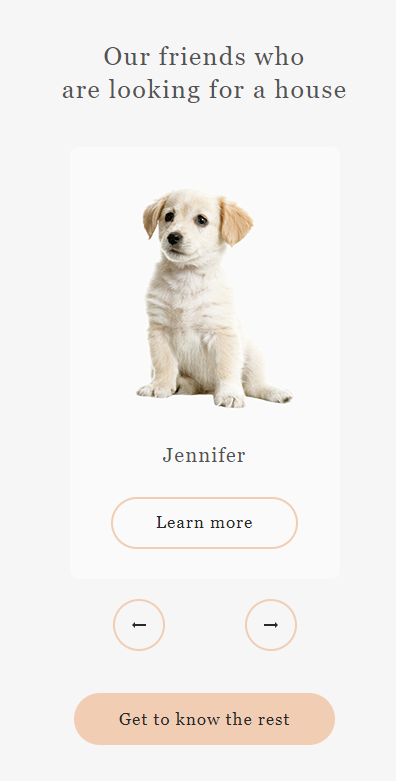 Our friends who
are looking for a house
Jennifer
Learn more
Get to know the rest